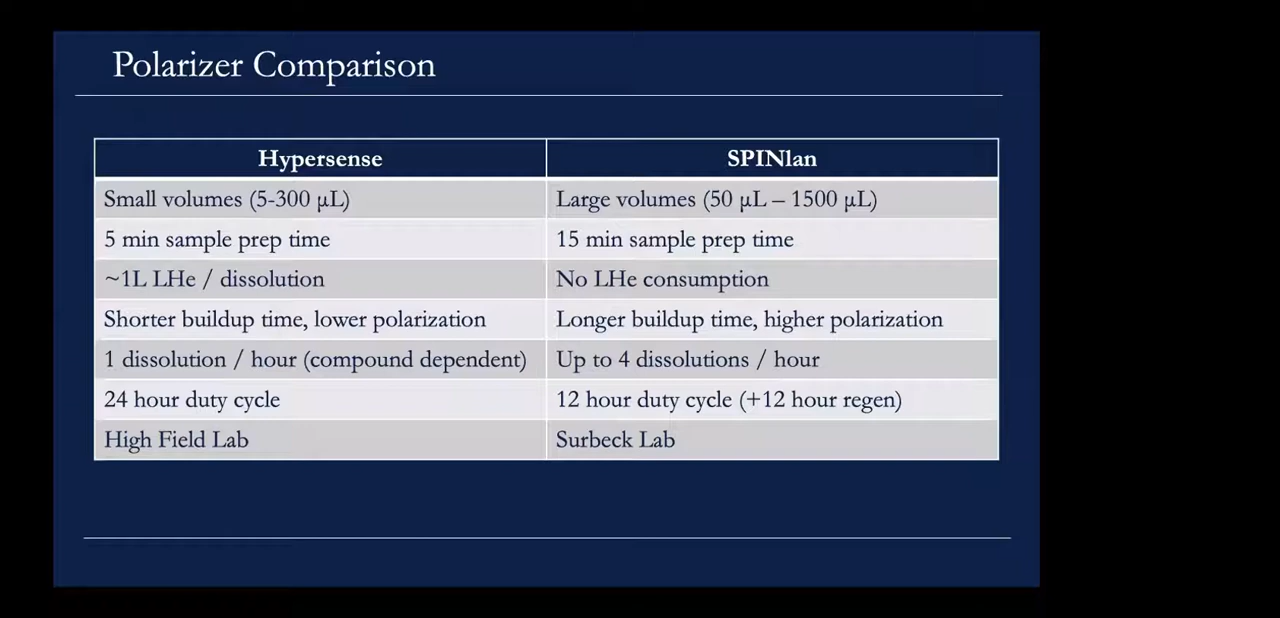 Polarizer Comparison
Hypersense
SPINlan
Small volumes (5-300 µL)
Large volumes (50 µL – 1500 µL)
5 min sample prep time
15 min sample prep time
~1L LHe / dissolution
No LHe consumption
Shorter buildup time, lower polarization
Longer buildup time, higher polarization
1 dissolution / hour (compound dependent)
Up to 4 dissolutions / hour
24 hour duty cycle
12 hour duty cycle (+12 hour regen)
High Field Lab
Surbeck Lab